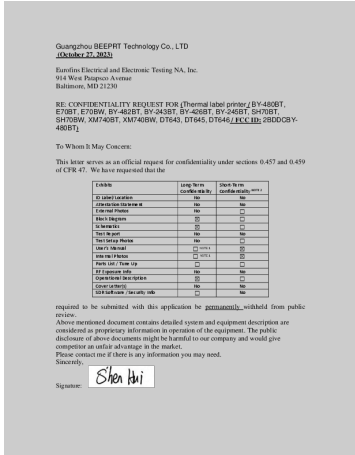 Guangzhou BEEPRT Technology Co., LTD
(October 27, 2023)
Eurofins Electrical and Electronic Testing NA, Inc.
914 West Patapsco Avenue
Baltimore, MD 21230
RE: CONFIDENTIALITY REQUEST FOR (Thermal label printer / BY-480BT,
E70BT, E70BW, BY-482BT, BY-243BT, BY-426BT, BY-245BT, SH70BT,
SH70BW, XM740BT, XM740BW, DT643, DT645, DT646 / FCC ID: 2BDDCBY-
480BT)
To Whom It May Concern:
This letter serves as an official request for confidentiality under sections 0.457 and 0.459
of CFR 47. We have requested that the
Exhibits Long-Term Confidentiality Short-Term Confidentiality NOTE 1
ID Label/Location No No
Attestation Statement No No
External Photos No ☐
Block Diagram ☒ ☐
Schematics ☒ ☐
Test Report No No
Test Setup Photos No ☐
User's Manual ☐ NOTE 2 ☒
Internal Photos ☐ NOTE 2 ☒
Parts List / Tune Up ☐ ☐
RF Exposure Info No No
Operational Description ☒ ☐
Cover Letter(s) No No
SDR Software / Security Info ☐ No
required to be submitted with this application be permanently withheld from public
review.
Above mentioned document contains detailed system and equipment description are
considered as proprietary information in operation of the equipment. The public
disclosure of above documents might be harmful to our company and would give
competitor an unfair advantage in the market.
Please contact me if there is any information you may need.
Sincerely,
Signature: Shen Hui